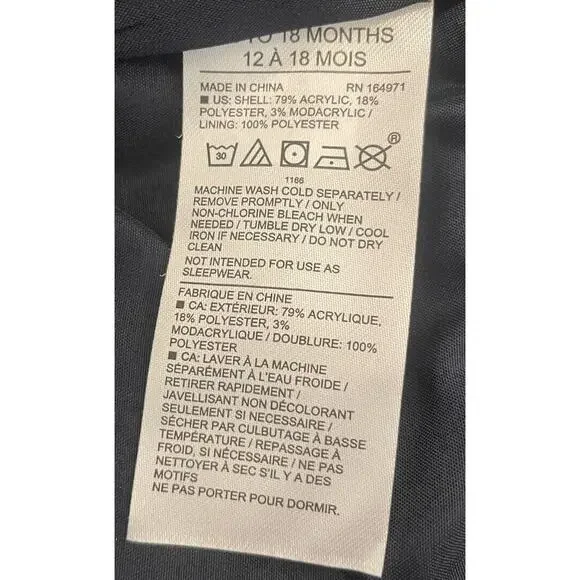 TO 18 MONTHS
12 À 18 MOIS
MADE IN CHINA RN 164971
■ US: SHELL: 79% ACRYLIC, 18%
POLYESTER, 3% MODACRYLIC /
LINING: 100% POLYESTER
30
®
1166
MACHINE WASH COLD SEPARATELY /
REMOVE PROMPTLY / ONLY
NON-CHLORINE BLEACH WHEN
NEEDED / TUMBLE DRY LOW / COOL
IRON IF NECESSARY / DO NOT DRY
CLEAN
NOT INTENDED FOR USE AS
SLEEPWEAR.
FABRIQUE EN CHINE
■ CA: EXTÉRIEUR: 79% ACRYLIQUE,
18% POLYESTER, 3%
MODACRYLIQUE / DOUBLURE: 100%
POLYESTER
■ CA: LAVER À LA MACHINE
SÉPARÉMENT À L'EAU FROIDE /
RETIRER RAPIDEMENT /
JAVELLISANT NON DÉCOLORANT
SEULEMENT SI NECESSAIRE /
SÉCHER PAR CULBUTAGE À BASSE
TEMPÉRATURE / REPASSAGE À
FROID, SI NÉCESSAIRE / NE PAS
NETTOYER À SEC S'IL Y A DES
MOTIFS
NE PAS PORTER POUR DORMIR.